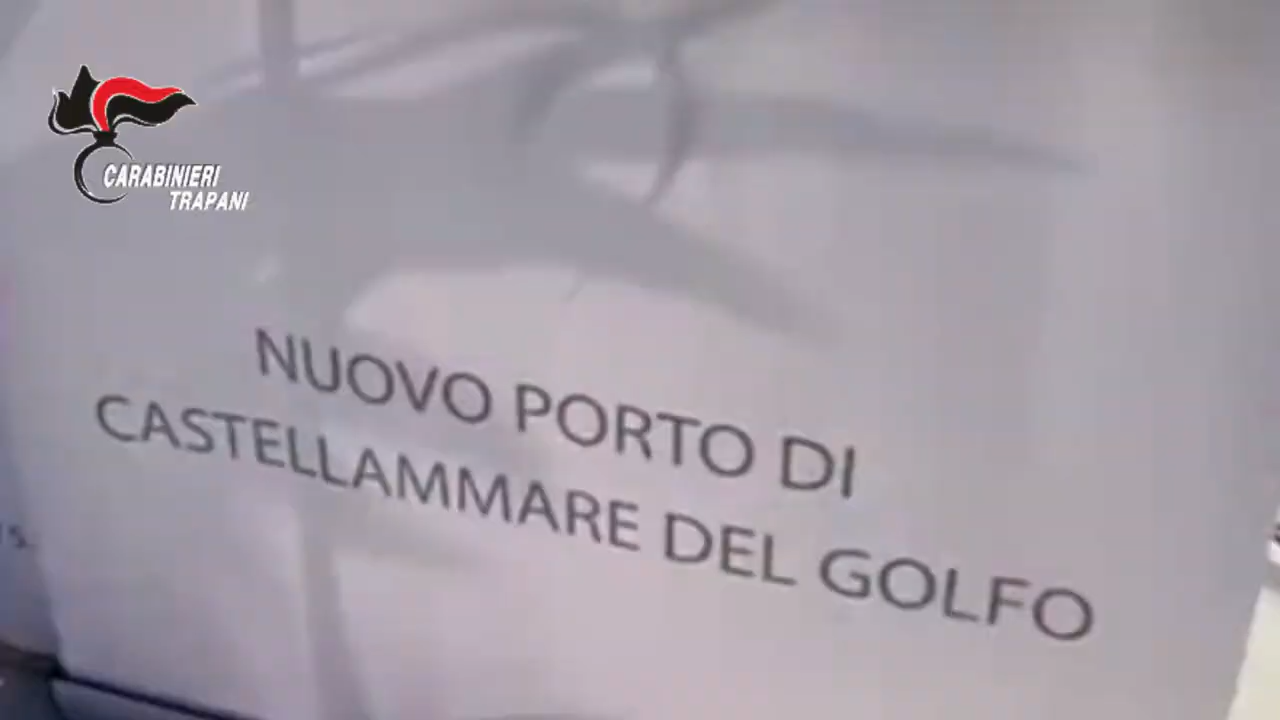 CARABINIERI
TRAPANI
NUOVO PORTO DI
CASTELLAMMARE DEL GOLFO